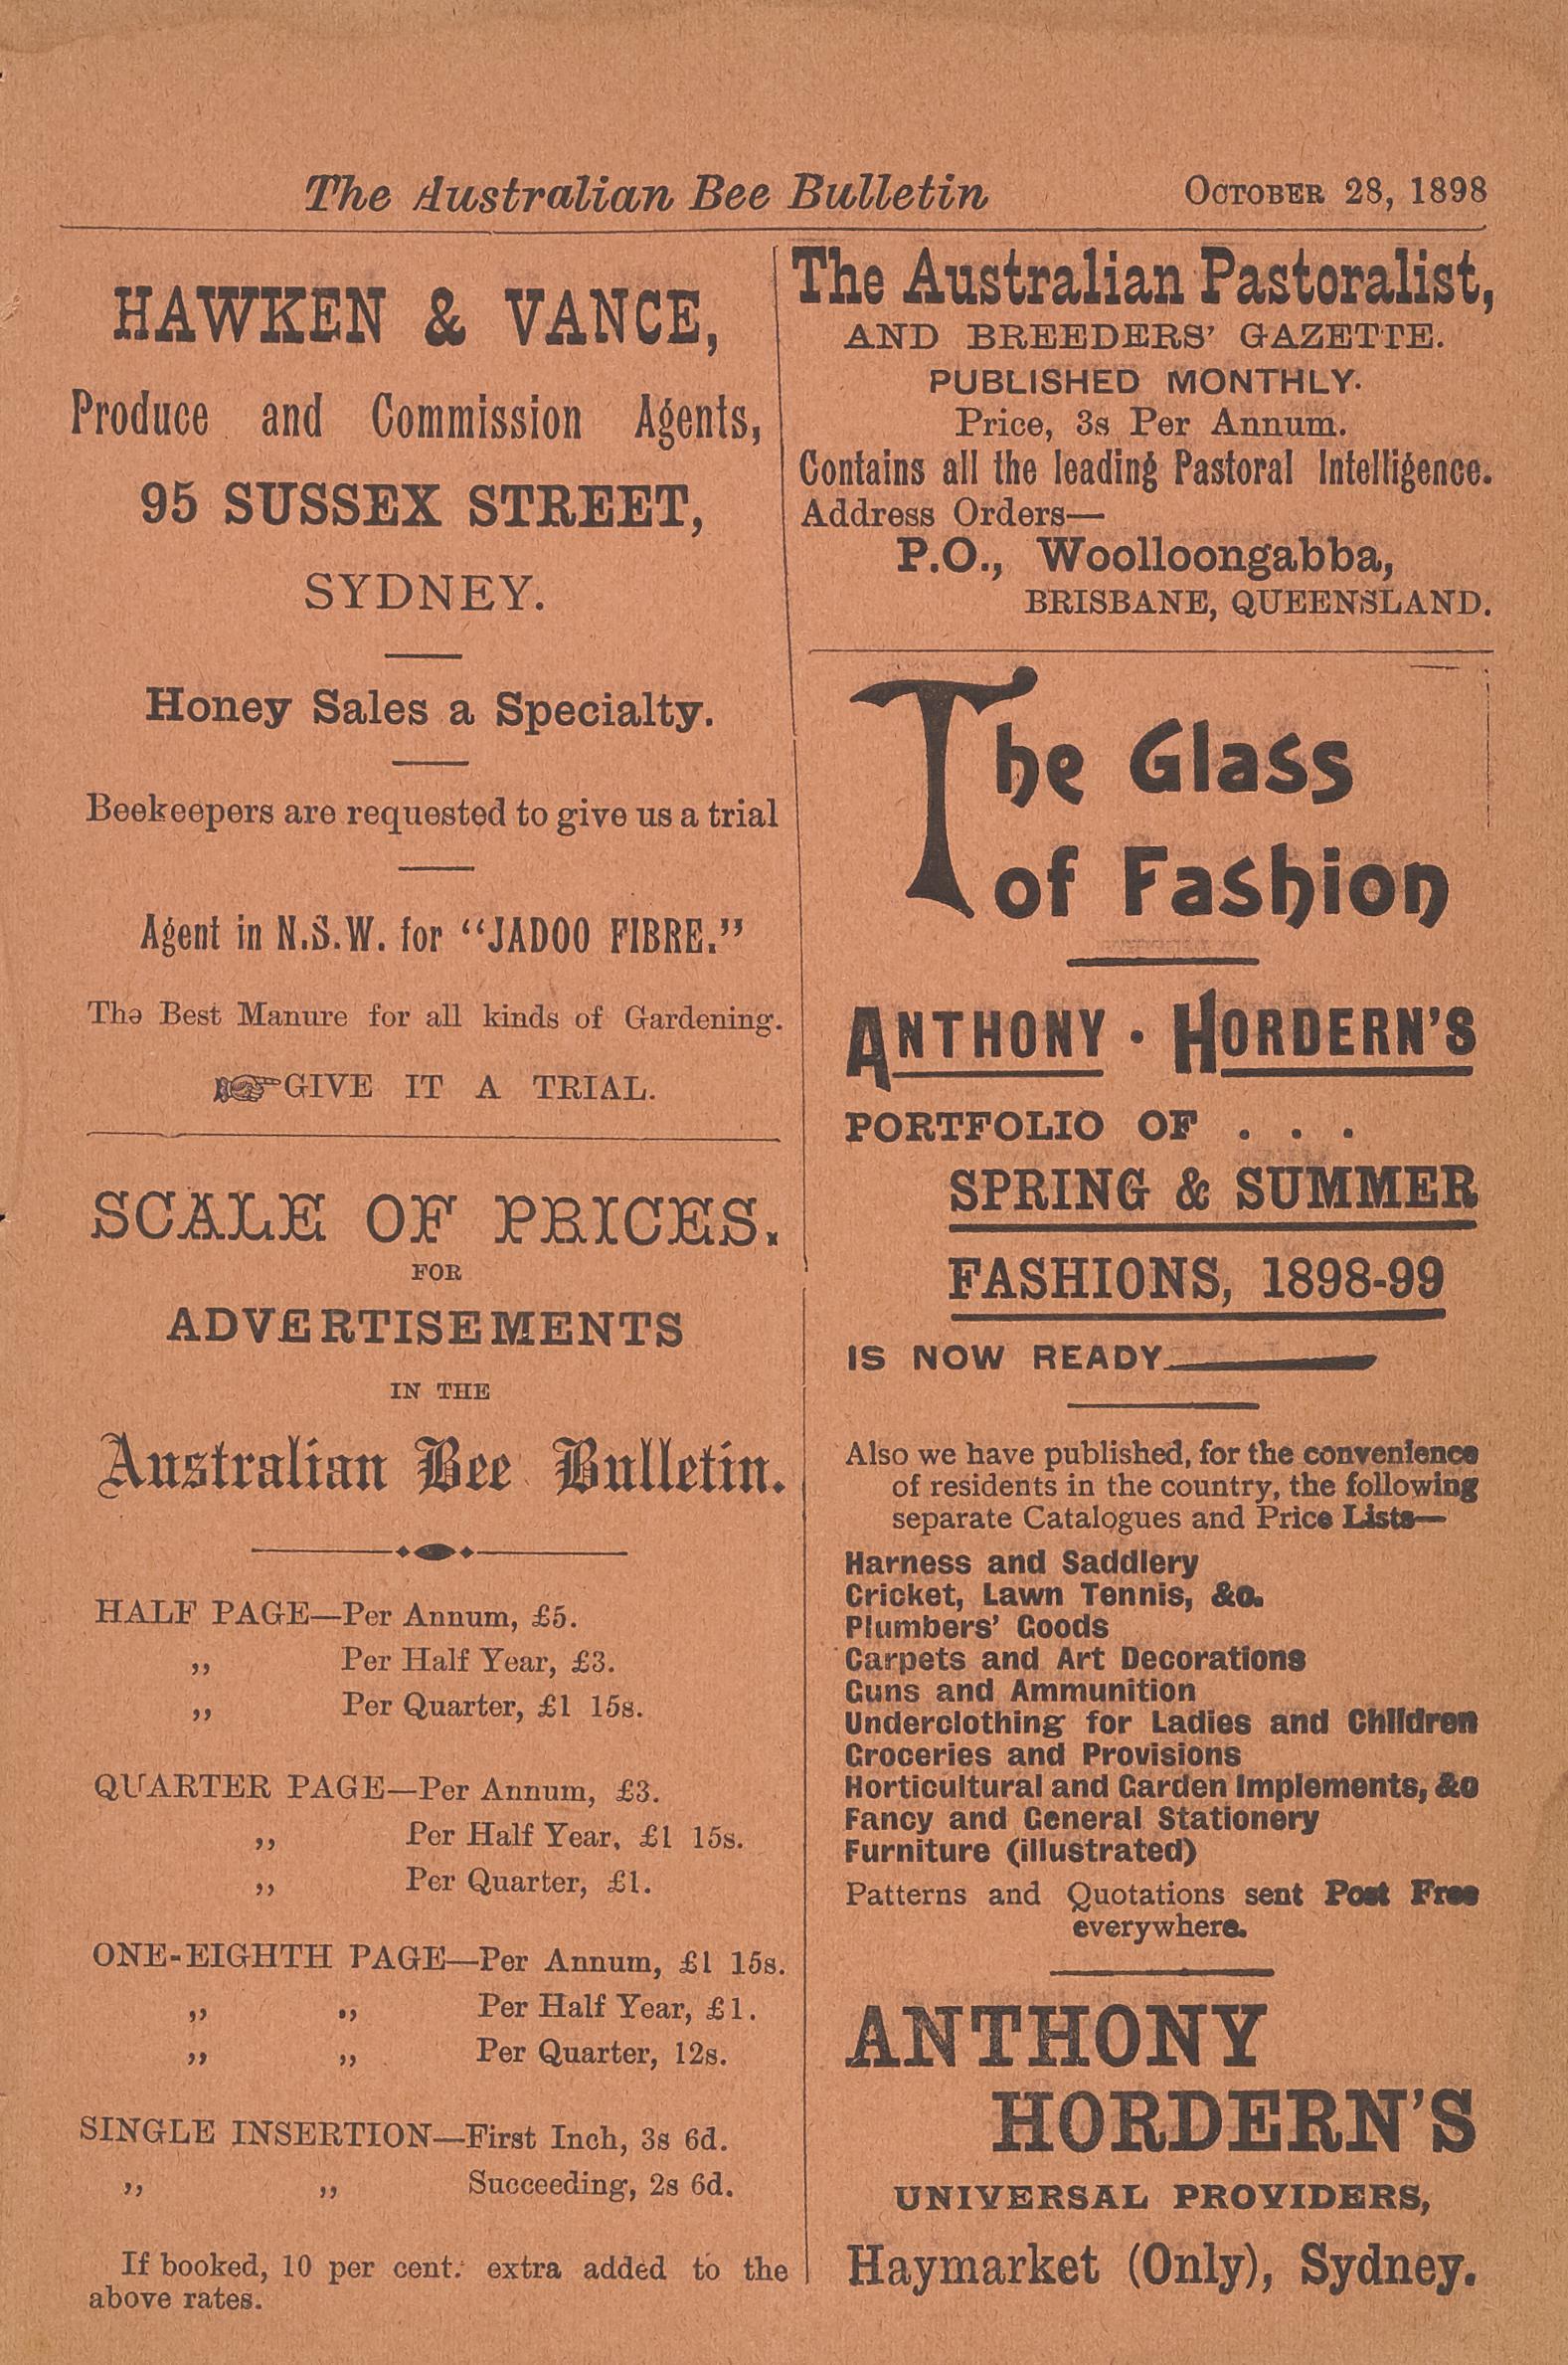 The Australian Bee Bulletin OCTOBER 28, 1898
HAWKEN & VANCE,
Produce and Commission Agents,
95 SUSSEX STREET,
SYDNEY.
Honey Sales a Specialty.
Beekeepers are requested to give us a trial
Agent in N.S.W. for “JADOO FIBRE.”
The Best Manure for all kinds of Gardening.
☞GIVE IT A TRIAL.
SCALE OF PRICES.
FOR
ADVERTISEMENTS
IN THE
Australian Bee Bulletin.
HALF PAGE—Per Annum, £5.
,, Per Half Year, £3.
,, Per Quarter, £1 15s.
QUARTER PAGE—Per Annum, £3.
,, Per Half Year, £1 15s.
,, Per Quarter, £1.
ONE-EIGHTH PAGE—Per Annum, £1 15s.
,, ,, Per Half Year, £1.
,, ,, Per Quarter, 12s.
SINGLE INSERTION—First Inch, 3s 6d.
,, ,, Succeeding, 2s 6d.
If booked, 10 per cent. extra added to the
above rates.
The Australian Pastoralist,
AND BREEDERS’ GAZETTE.
PUBLISHED MONTHLY.
Price, 3s Per Annum.
Contains all the leading Pastoral Intelligence.
Address Orders—
P.O., Woolloongabba,
BRISBANE, QUEENSLAND.
The Glass
of Fashion
ANTHONY · HORDERN’S
PORTFOLIO OF . . .
SPRING & SUMMER
FASHIONS, 1898-99
IS NOW READY
Also we have published, for the convenience
of residents in the country, the following
separate Catalogues and Price Lists—
Harness and Saddlery
Cricket, Lawn Tennis, &c.
Plumbers’ Goods
Carpets and Art Decorations
Guns and Ammunition
Underclothing for Ladies and Children
Groceries and Provisions
Horticultural and Garden Implements, &c
Fancy and General Stationery
Furniture (illustrated)
Patterns and Quotations sent Post Free
everywhere.
ANTHONY
HORDERN’S
UNIVERSAL PROVIDERS,
Haymarket (Only), Sydney.